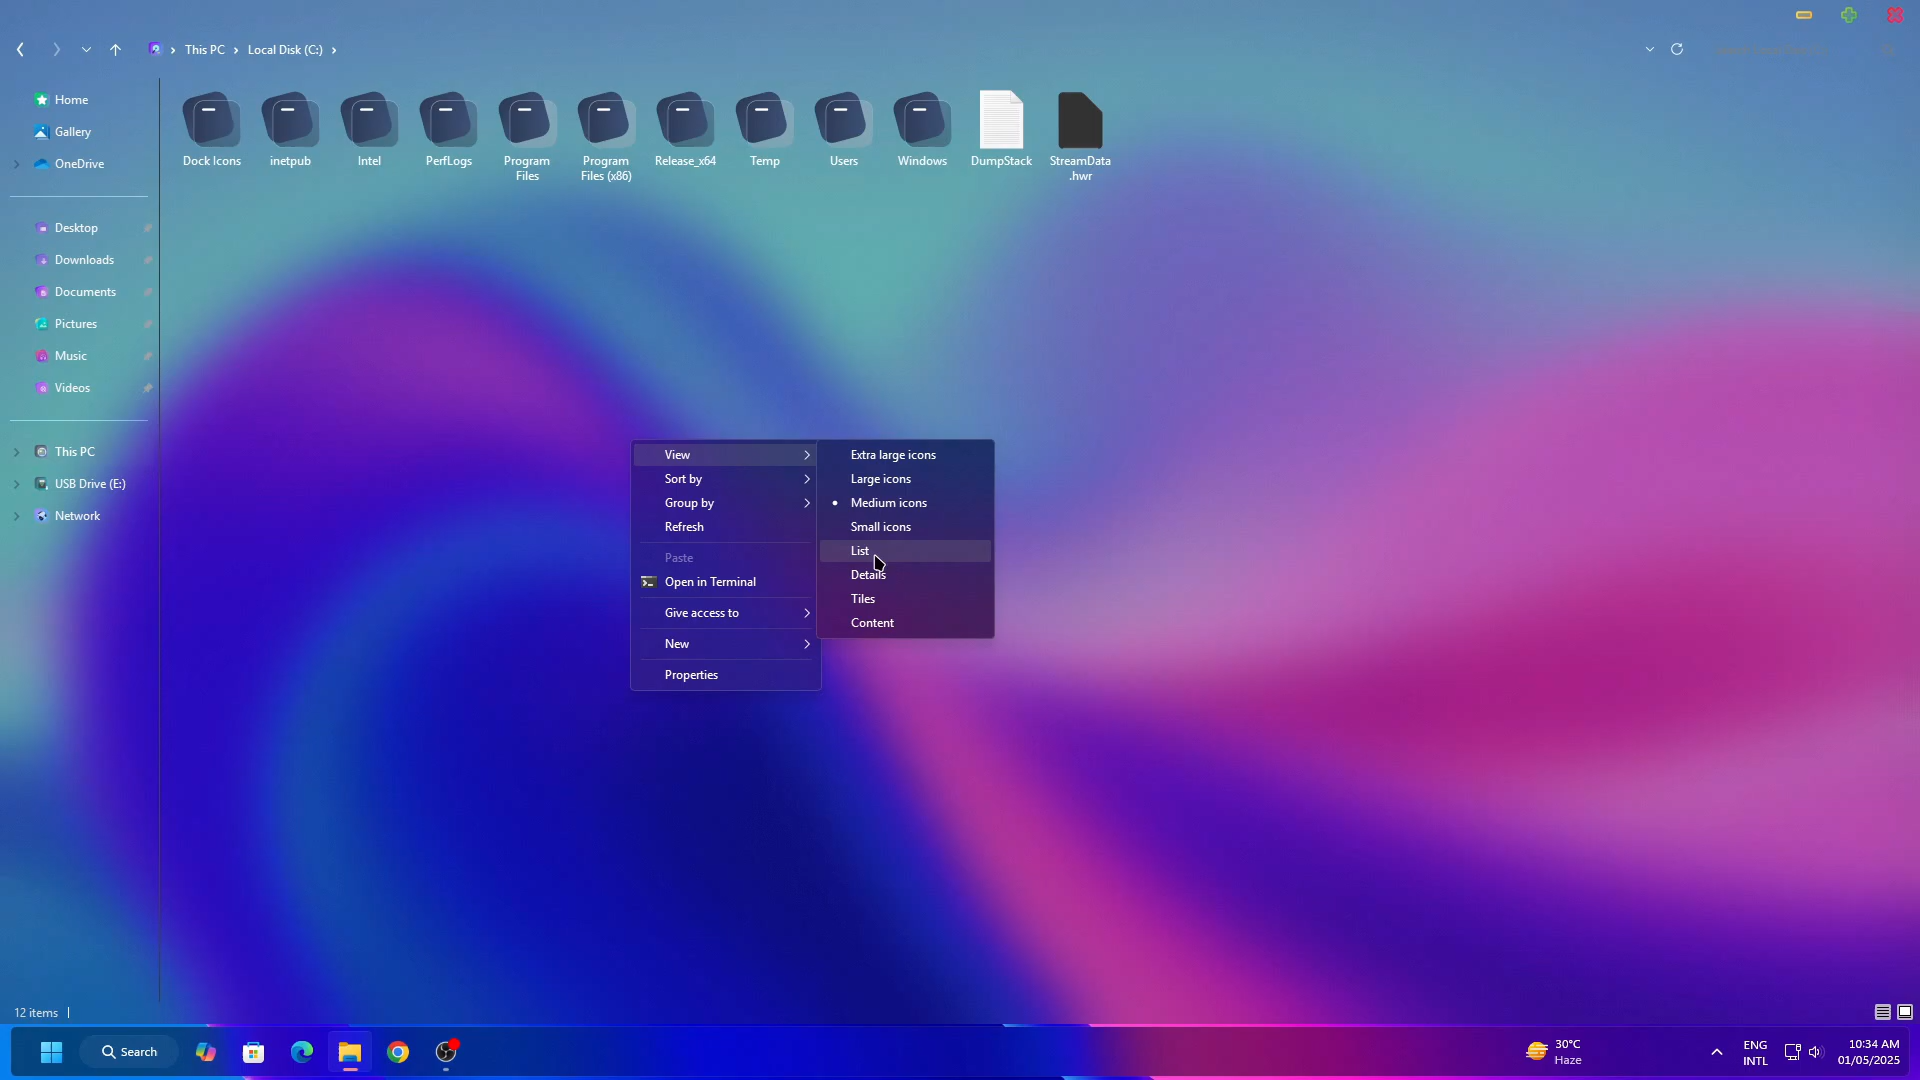 This PC
Local Disk (C:)
Home
Gallery
OneDrive
Desktop
Downloads
Documents
Pictures
Music
Videos
This PC
USB Drive (E:)
Network
Dock Icons
inetpub
Intel
PerfLogs
Program
Files
Program
Files (x86)
Release_x64
Temp
Users
Windows
DumpStack
StreamData
.hwr
View
Sort by
Group by
Refresh
Paste
Open in Terminal
Give access to
New
Properties
Extra large icons
Large icons
Medium icons
Small icons
List
Details
Tiles
Content
12 items
Search
30°C
Haze
ENG
INTL
10:34 AM
01/05/2025